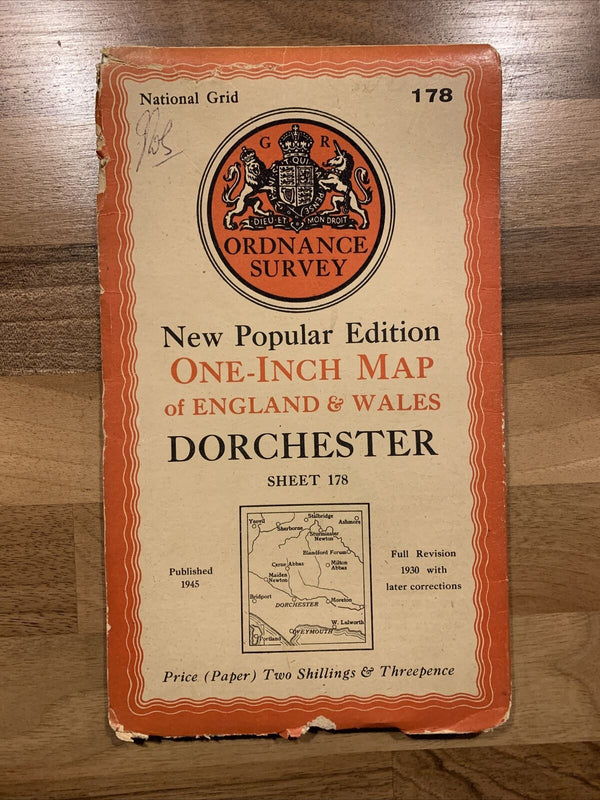 National Grid
178
G R
DIEU ET MON DROIT
ORDNANCE
SURVEY
New Popular Edition
ONE-INCH MAP
of ENGLAND & WALES
DORCHESTER
SHEET 178
Published
1945
Yeovil
Stalbridge
Ashmore
Sherborne
Sturminster
Newton
Blandford Forum
Cerne Abbas
Milton
Abbas
Maiden
Newton
Bridport
DORCHESTER
Moreton
W. Lulworth
WEYMOUTH
Portland
Full Revision
1930 with
later corrections
Price (Paper) Two Shillings & Threepence